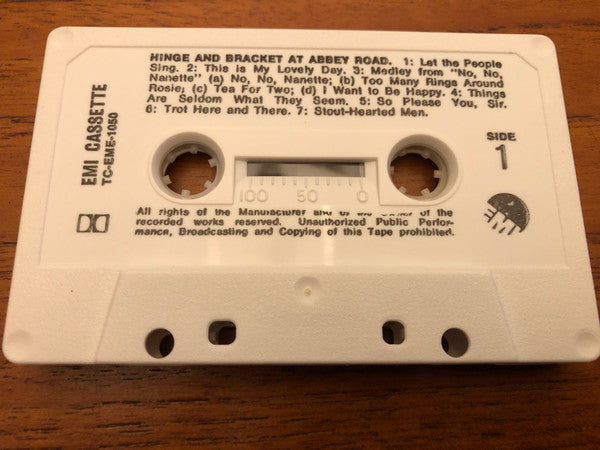 HINGE AND BRACKET AT ABBEY ROAD. 1: Let the People
Sing. 2: This is My Lovely Day. 3: Medley from "No, No,
Nanette" (a) No, No, Nanette; (b) Too Many Rings Around
Rosie; (c) Tea For Two; (d) I Want to Be Happy. 4: Things
Are Seldom What They Seem. 5: So Please You, Sir.
6: Trot Here and There. 7: Stout-Hearted Men.
EMI CASSETTE
TC-EME-1050
SIDE
1
100 50 0
All rights of the Manufacturer and of the Owner of the
recorded works reserved. Unauthorized Public Perfor-
mance, Broadcasting and Copying of this Tape prohibited.
EMI